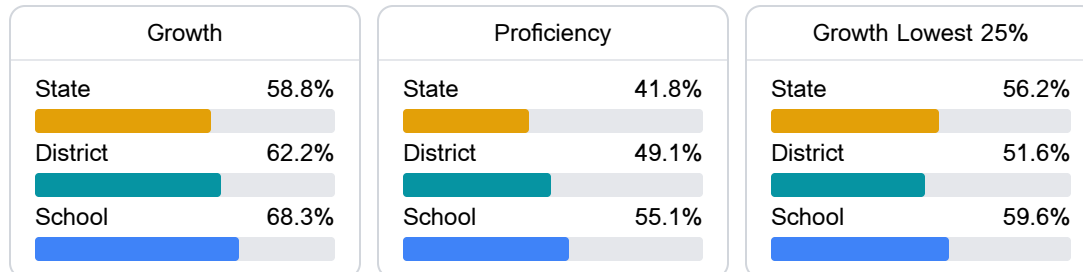 Growth
State 58.8%
District 62.2%
School 68.3%
Proficiency
State 41.8%
District 49.1%
School 55.1%
Growth Lowest 25%
State 56.2%
District 51.6%
School 59.6%